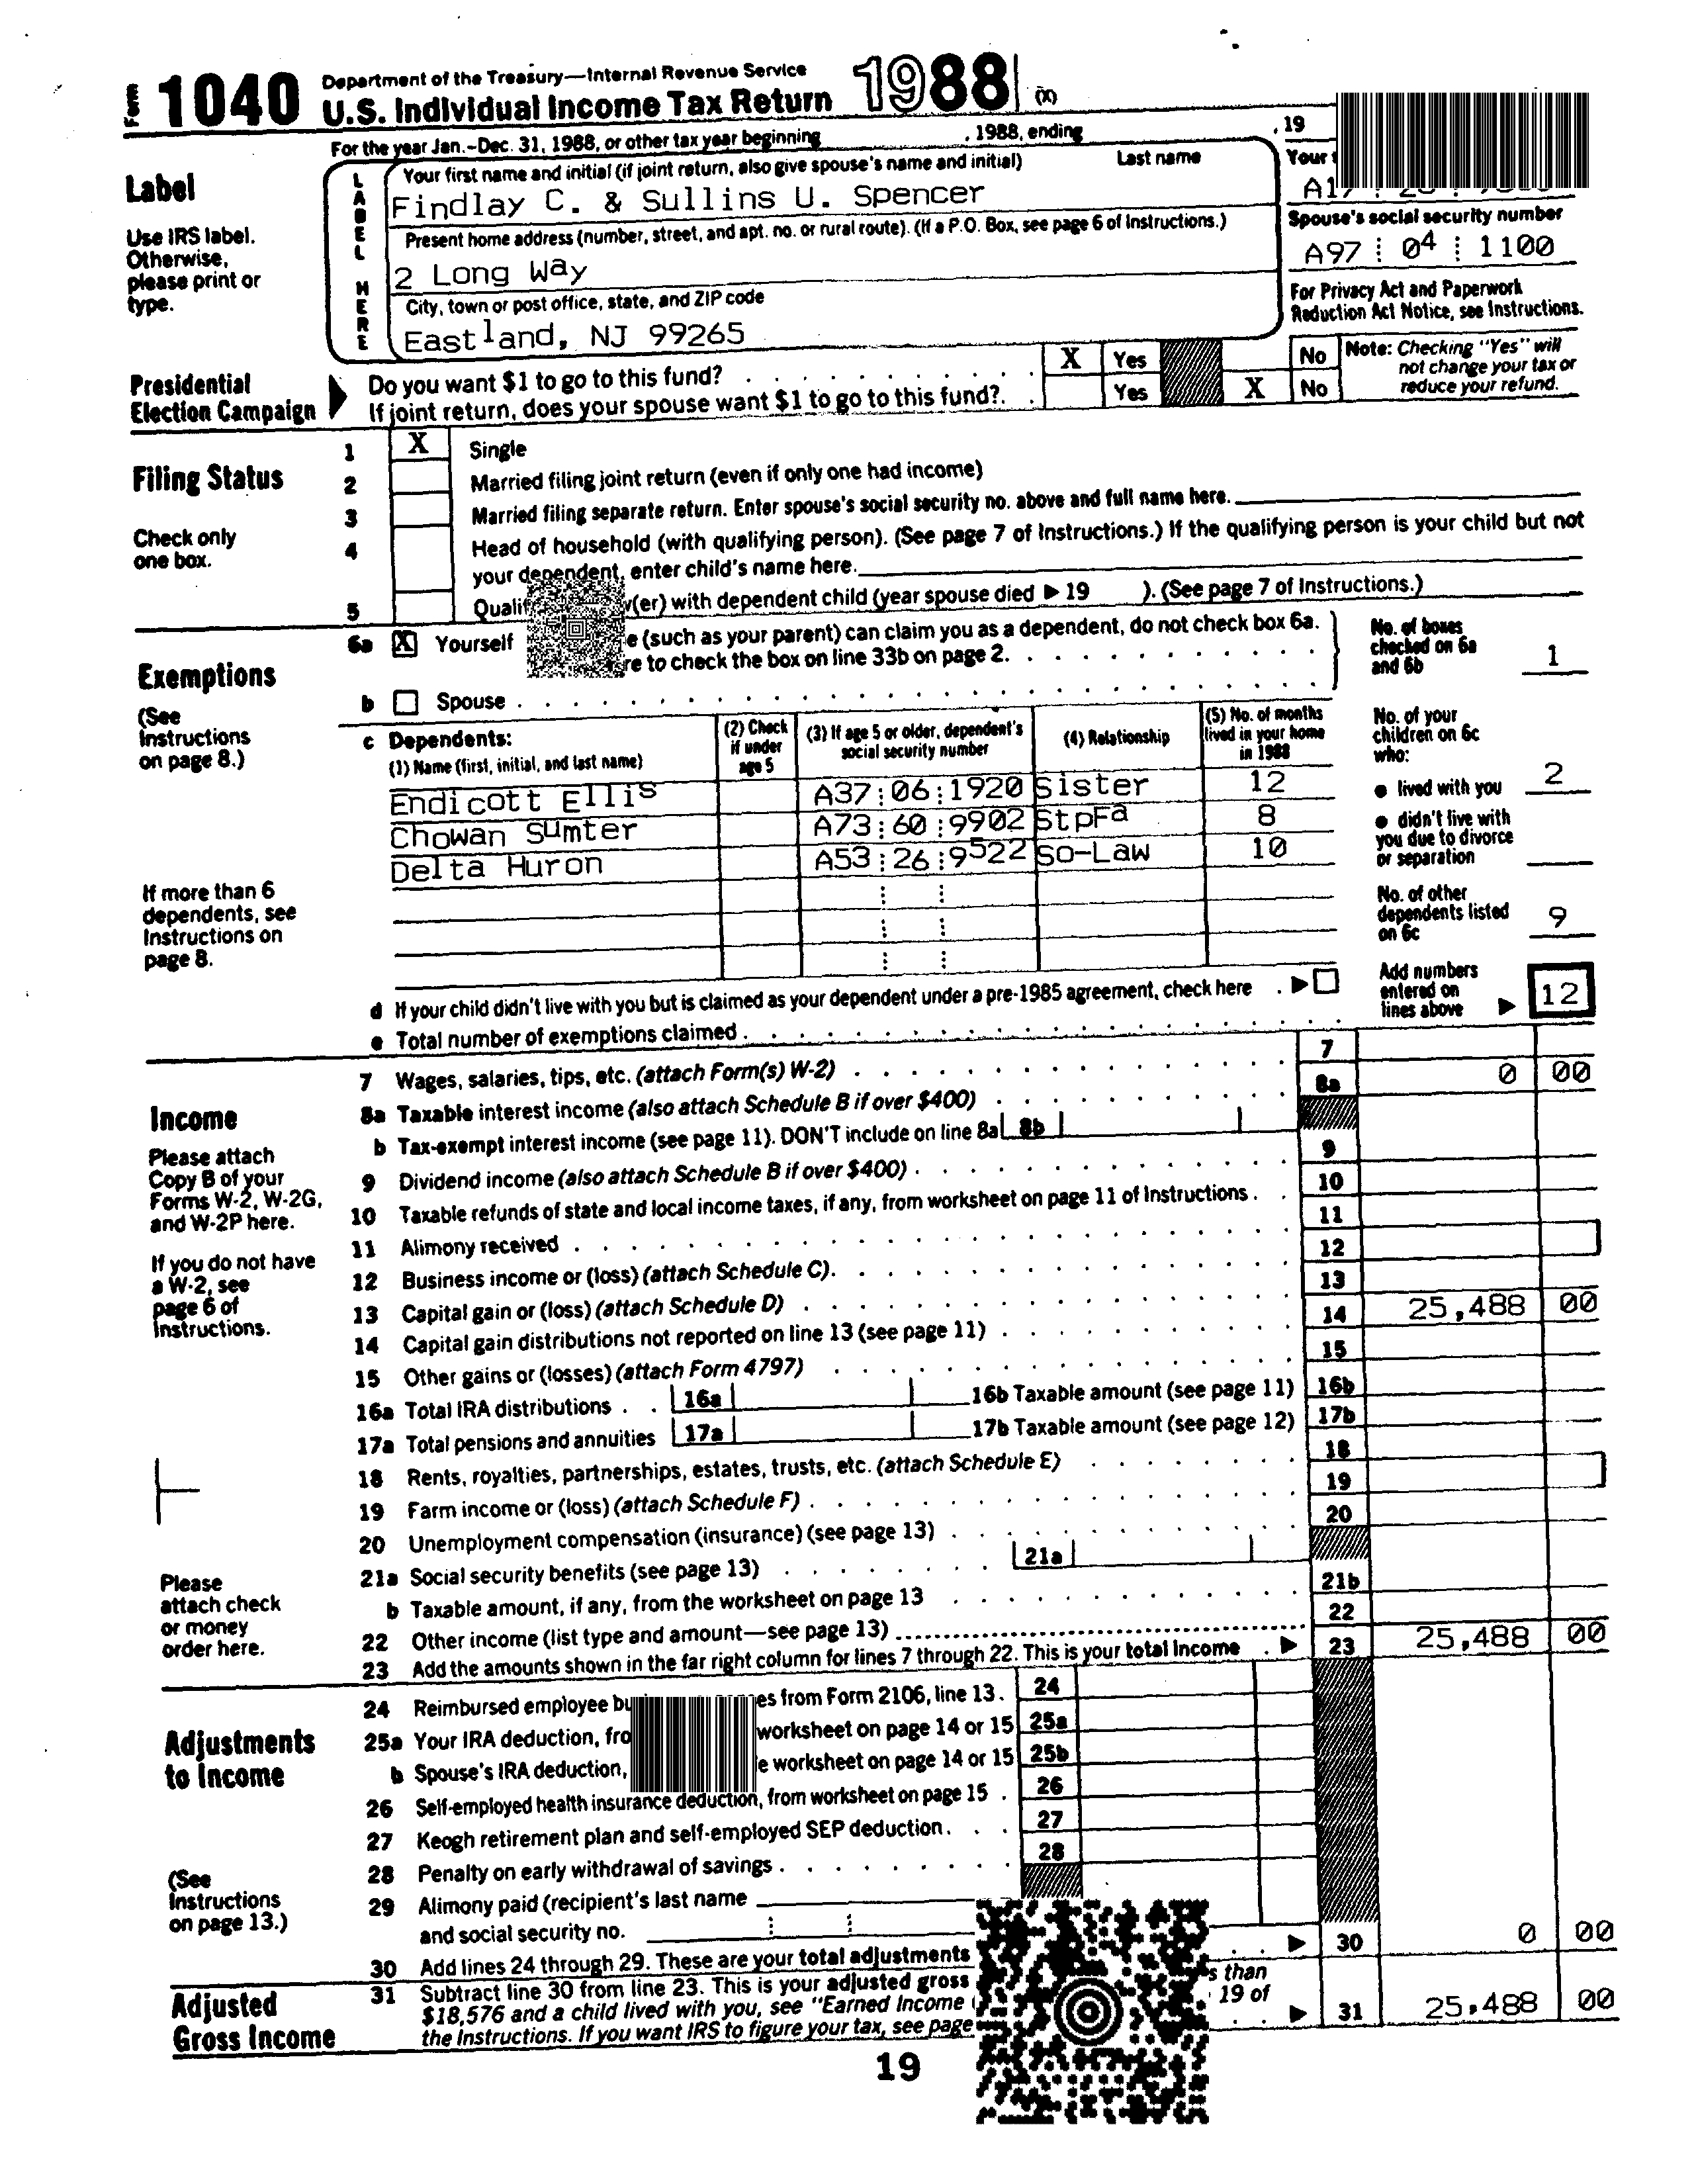 Form 1040 Department of the Treasury—Internal Revenue Service
U.S. Individual Income Tax Return 1988 (X)
For the year Jan.–Dec. 31, 1988, or other tax year beginning , 1988, ending , 19
Label
Use IRS label.
Otherwise,
please print or
type.
LABEL HERE
Your first name and initial (if joint return, also give spouse's name and initial) Last name
Findlay C. & Sullins U. Spencer
Your
Present home address (number, street, and apt. no. or rural route). (If a P.O. Box, see page 6 of Instructions.)
2 Long Way
Spouse's social security number
A97 04 1100
City, town or post office, state, and ZIP code
Eastland, NJ 99265
For Privacy Act and Paperwork
Reduction Act Notice, see Instructions.
Presidential
Election Campaign
Do you want $1 to go to this fund? X Yes No
If joint return, does your spouse want $1 to go to this fund? Yes X No
Note: Checking "Yes" will
not change your tax or
reduce your refund.
Filing Status
Check only
one box.
1 X Single
2 Married filing joint return (even if only one had income)
3 Married filing separate return. Enter spouse's social security no. above and full name here.
4 Head of household (with qualifying person). (See page 7 of Instructions.) If the qualifying person is your child but not
your dependent, enter child's name here.
5 (er) with dependent child (year spouse died ▶ 19 ). (See page 7 of Instructions.)
Exemptions
(See
Instructions
on page 8.)
6a X Yourself (such as your parent) can claim you as a dependent, do not check box 6a.
to check the box on line 33b on page 2.
b Spouse
No. of boxes
checked on 6a
and 6b 1
c Dependents:
(1) Name (first, initial, and last name)
(2) Check
if under
age 5
(3) If age 5 or older, dependent's
social security number
(4) Relationship
(5) No. of months
lived in your home
in 1988
Endicott Ellis A37 06 1920 Sister 12
Chowan Sumter A73 60 9902 StpFa 8
Delta Huron A53 26 9522 So-Law 10
No. of your
children on 6c
who:
● lived with you 2
● didn't live with
you due to divorce
or separation
No. of other
dependents listed
on 6c 9
If more than 6
dependents, see
Instructions on
page 8.
d If your child didn't live with you but is claimed as your dependent under a pre-1985 agreement, check here ▶
e Total number of exemptions claimed
Add numbers
entered on
lines above ▶ 12
Income
Please attach
Copy B of your
Forms W-2, W-2G,
and W-2P here.
If you do not have
a W-2, see
page 6 of
Instructions.
Please
attach check
or money
order here.
7 Wages, salaries, tips, etc. (attach Form(s) W-2) 7
8a Taxable interest income (also attach Schedule B if over $400) 8a 0 00
b Tax-exempt interest income (see page 11). DON'T include on line 8a 8b
9 Dividend income (also attach Schedule B if over $400) 9
10 Taxable refunds of state and local income taxes, if any, from worksheet on page 11 of Instructions 10
11 Alimony received 11
12 Business income or (loss) (attach Schedule C) 12
13 Capital gain or (loss) (attach Schedule D) 13
14 Capital gain distributions not reported on line 13 (see page 11) 14 25,488 00
15 Other gains or (losses) (attach Form 4797) 15
16a Total IRA distributions 16a 16b Taxable amount (see page 11) 16b
17a Total pensions and annuities 17a 17b Taxable amount (see page 12) 17b
18 Rents, royalties, partnerships, estates, trusts, etc. (attach Schedule E) 18
19 Farm income or (loss) (attach Schedule F) 19
20 Unemployment compensation (insurance) (see page 13) 20
21a Social security benefits (see page 13) 21a
b Taxable amount, if any, from the worksheet on page 13 21b
22 Other income (list type and amount—see page 13) 22
23 Add the amounts shown in the far right column for lines 7 through 22. This is your total income ▶ 23 25,488 00
Adjustments
to Income
(See
Instructions
on page 13.)
24 Reimbursed employee from Form 2106, line 13 24
25a Your IRA deduction, worksheet on page 14 or 15 25a
b Spouse's IRA deduction, worksheet on page 14 or 15 25b
26 Self-employed health insurance deduction, from worksheet on page 15 26
27 Keogh retirement plan and self-employed SEP deduction 27
28 Penalty on early withdrawal of savings 28
29 Alimony paid (recipient's last name
and social security no.
30 Add lines 24 through 29. These are your total adjustments ▶ 30 0 00
Adjusted
Gross Income
31 Subtract line 30 from line 23. This is your adjusted gross than
$18,576 and a child lived with you, see "Earned Income 19 of
the Instructions. If you want IRS to figure your tax, see page ▶ 31 25,488 00
19